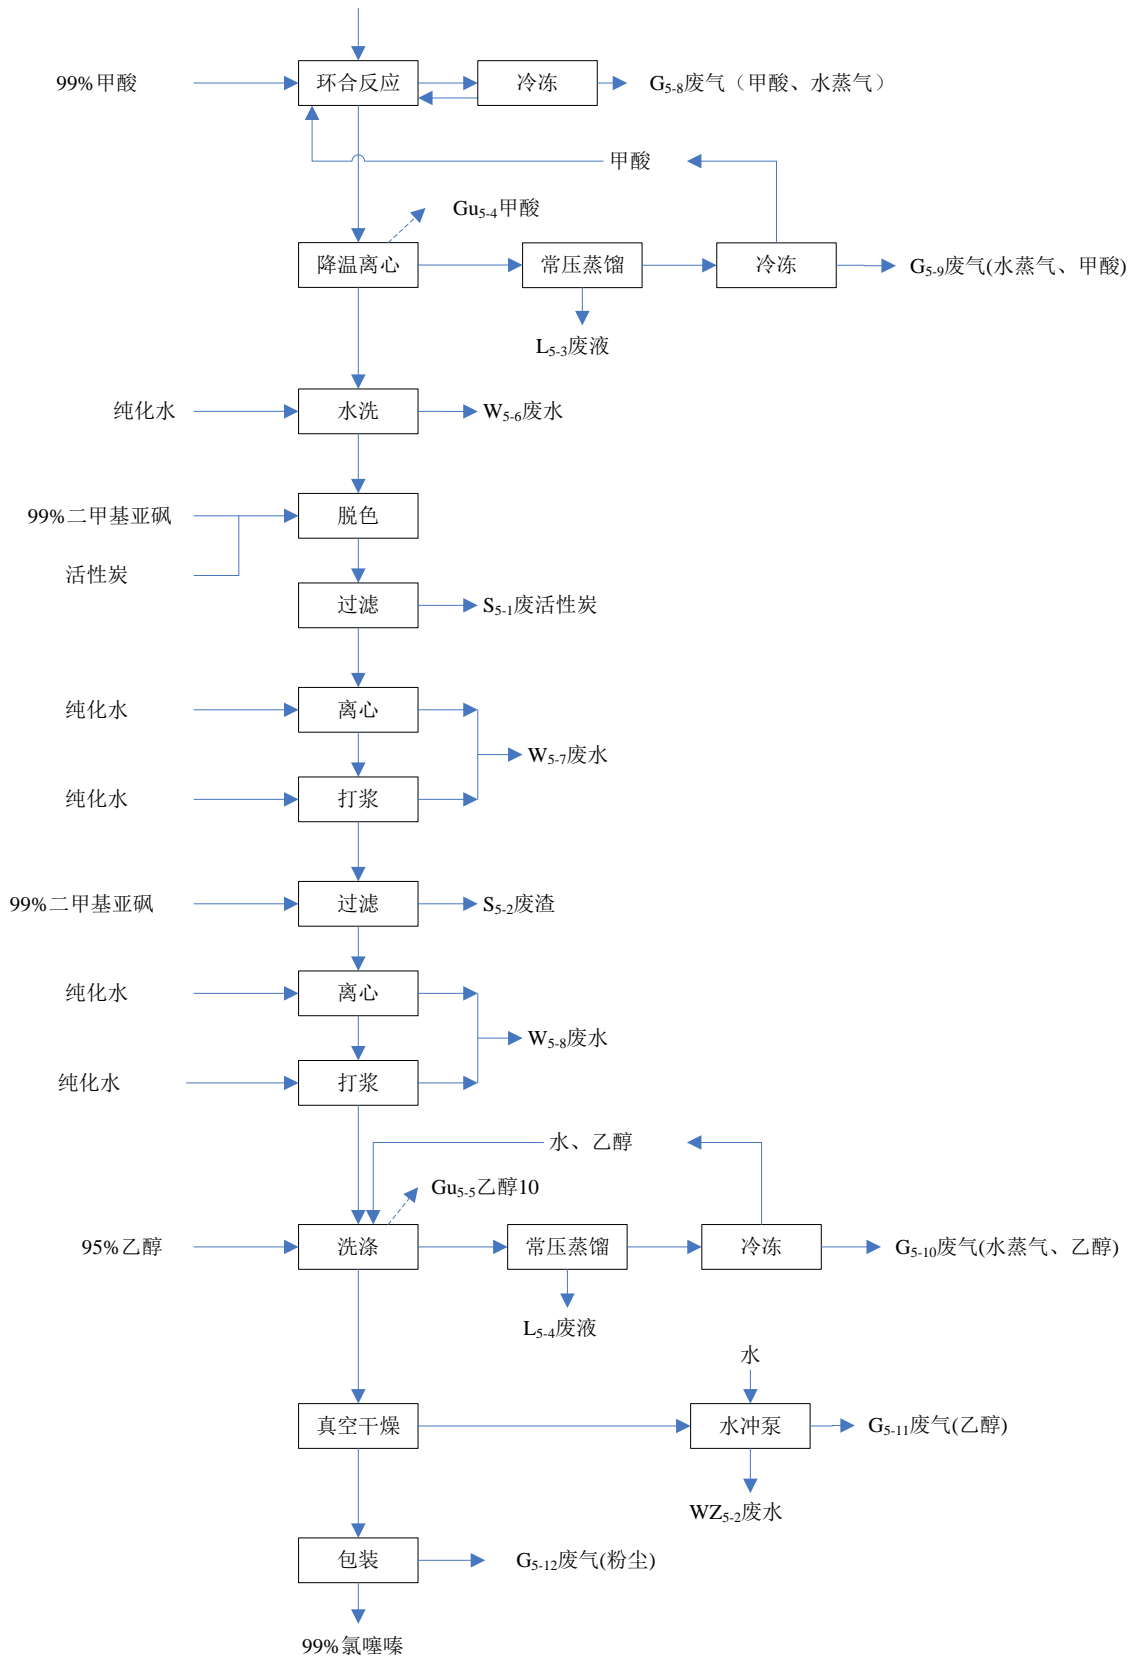 99%甲酸
环合反应
冷冻
G5-8废气（甲酸、水蒸气）
甲酸
Gu5-4甲酸
降温离心
常压蒸馏
冷冻
G5-9废气(水蒸气、甲酸)
L5-3废液
纯化水
水洗
W5-6废水
99%二甲基亚砜
脱色
活性炭
过滤
S5-1废活性炭
纯化水
离心
W5-7废水
纯化水
打浆
99%二甲基亚砜
过滤
S5-2废渣
纯化水
离心
W5-8废水
纯化水
打浆
水、乙醇
Gu5-5乙醇10
95%乙醇
洗涤
常压蒸馏
冷冻
G5-10废气(水蒸气、乙醇)
L5-4废液
水
真空干燥
水冲泵
G5-11废气(乙醇)
WZ5-2废水
包装
G5-12废气(粉尘)
99%氯噻嗪